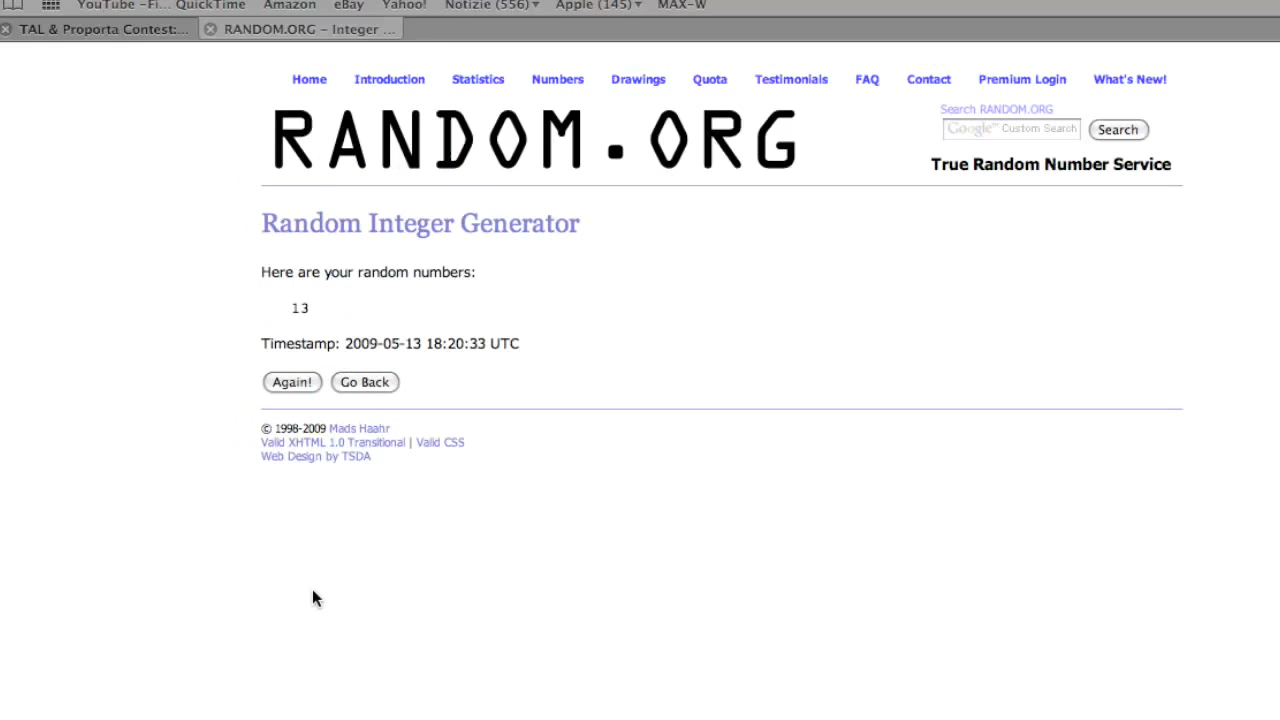 YouTube -Fi... QuickTime Amazon eBay Yahoo! Notizie (556) Apple (145) MAX-W
TAL & Proporta Contest:... RANDOM.ORG – Integer ...
Home Introduction Statistics Numbers Drawings Quota Testimonials FAQ Contact Premium Login What's New!
RANDOM.ORG
Search RANDOM.ORG
Google™ Custom Search Search
True Random Number Service
Random Integer Generator
Here are your random numbers:
13
Timestamp: 2009-05-13 18:20:33 UTC
Again! Go Back
© 1998-2009 Mads Haahr
Valid XHTML 1.0 Transitional | Valid CSS
Web Design by TSDA